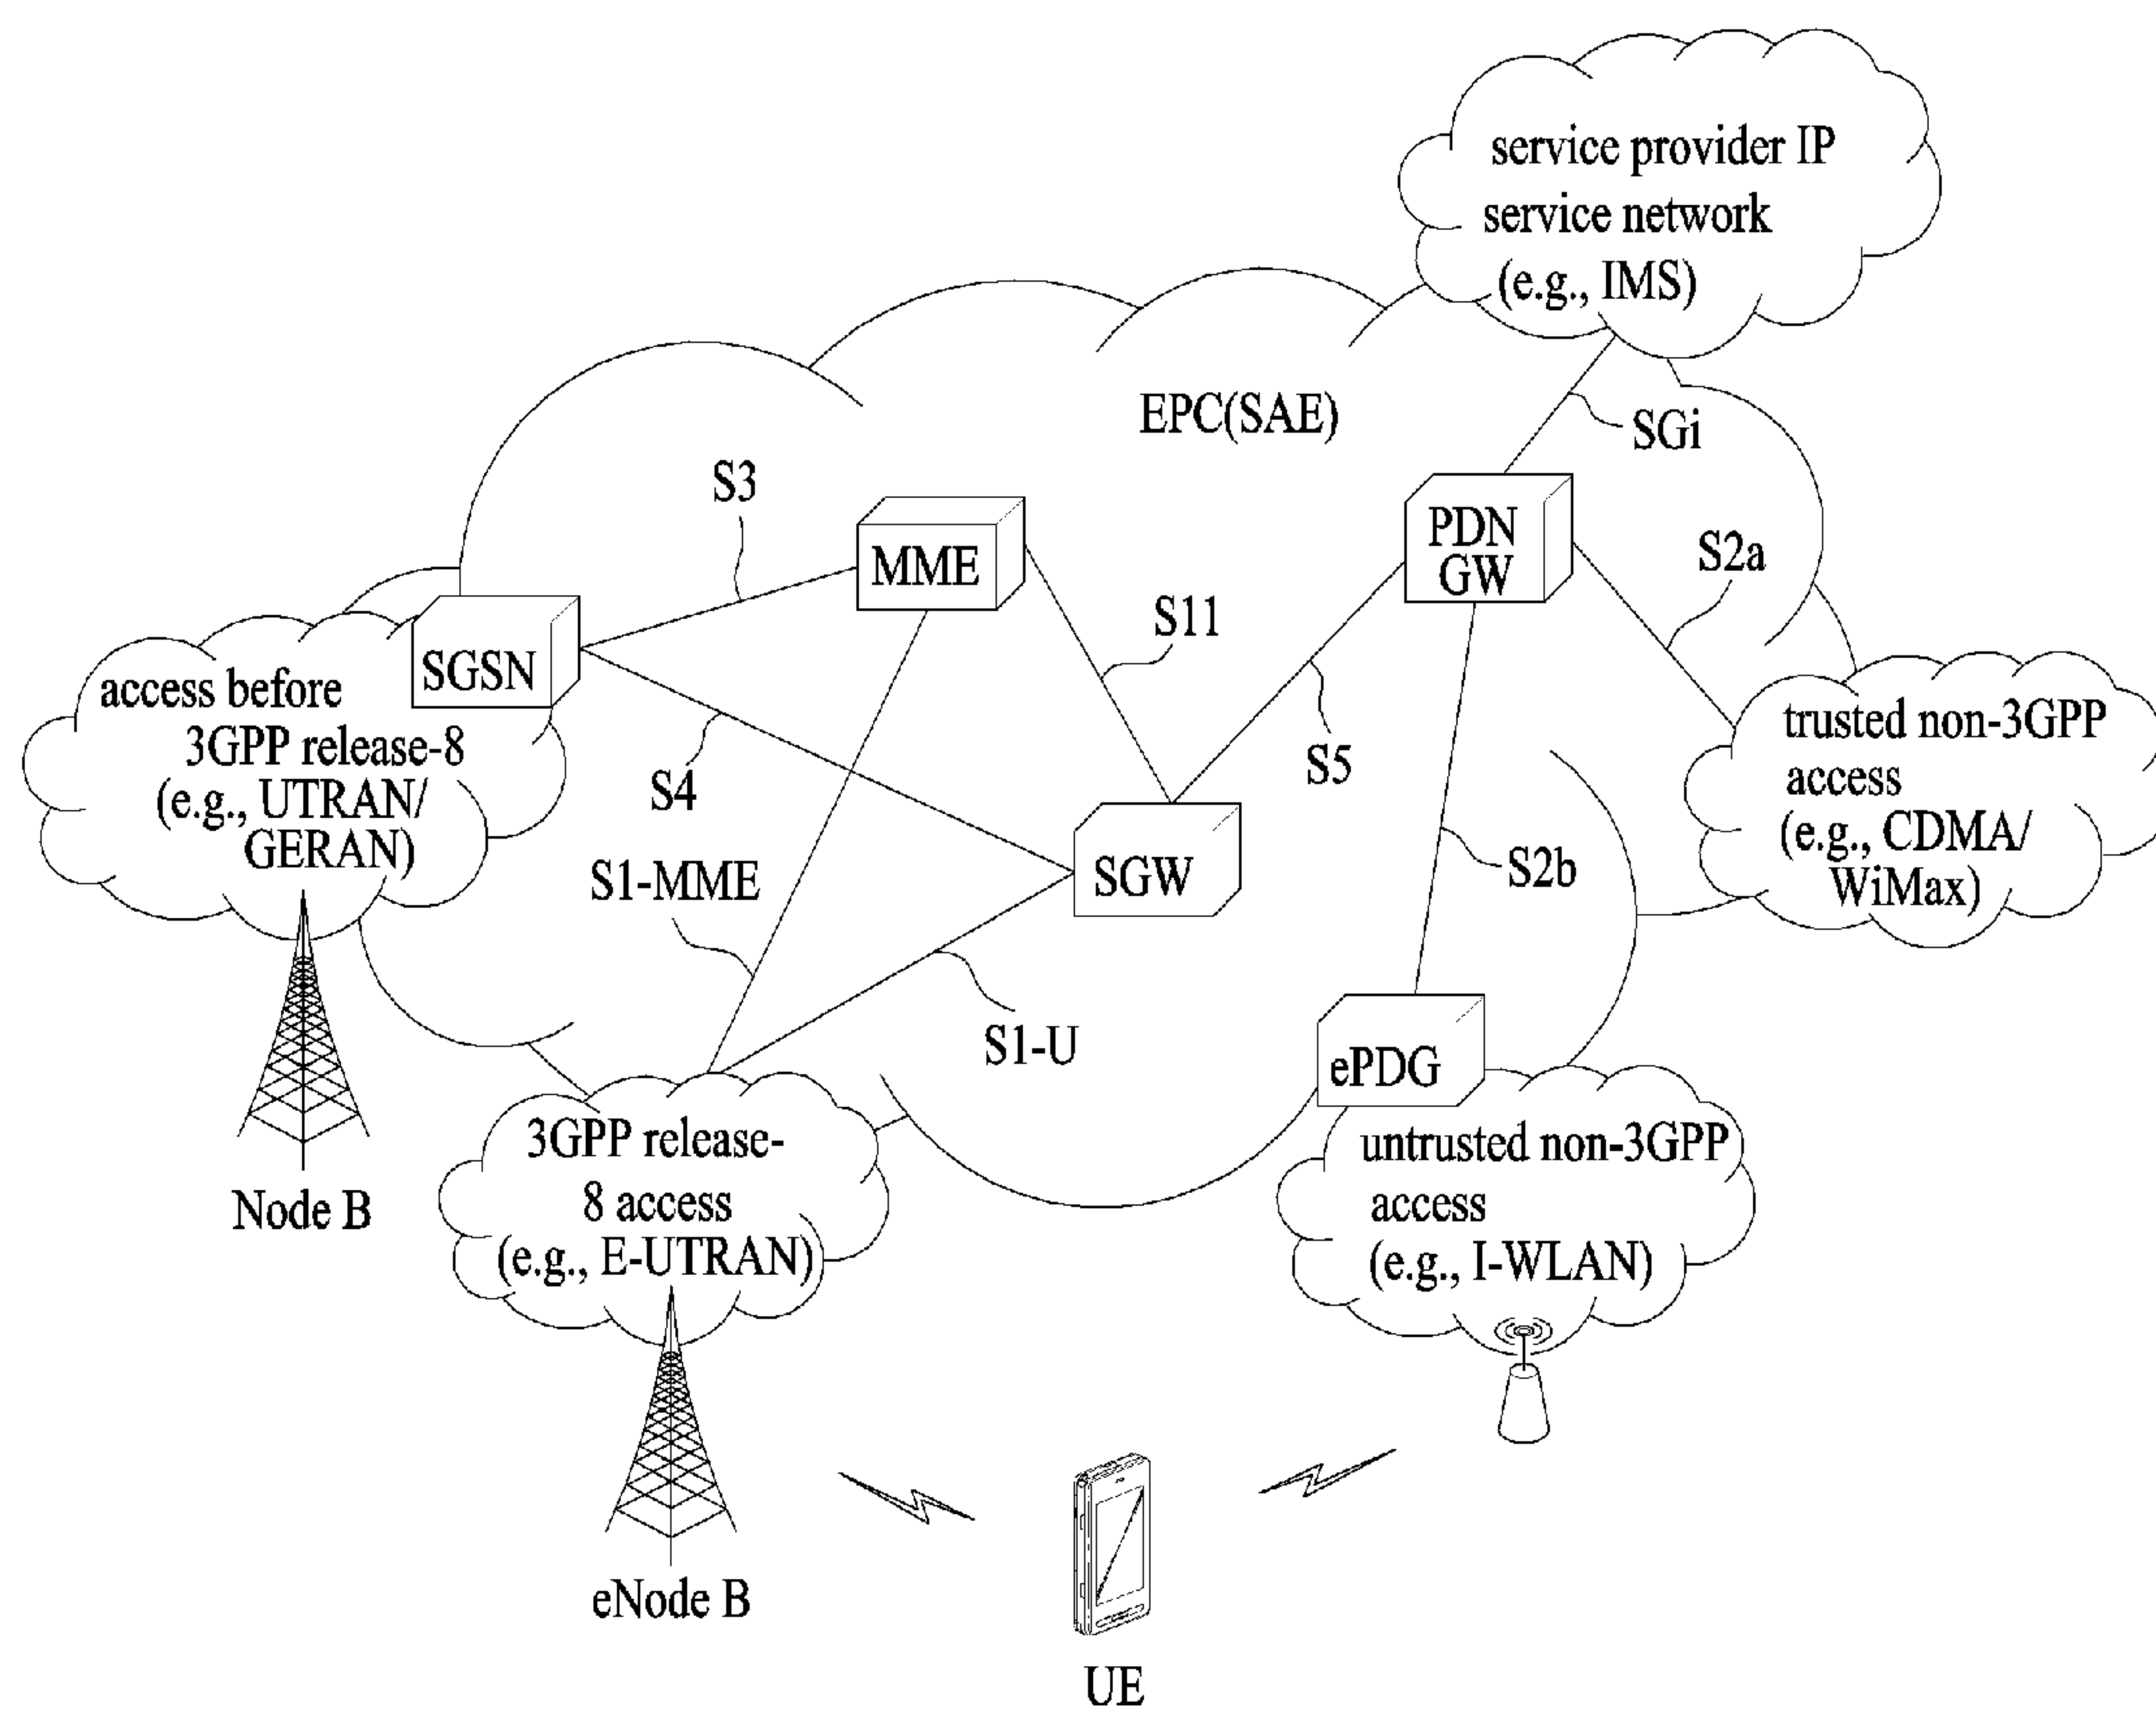 service provider IP
service network
(e.g., IMS)
EPC(SAE)
SGi
S3
MME
PDN
GW
S2a
S11
SGSN
access before
3GPP release-8
(e.g., UTRAN/
GERAN)
S4
S5
trusted non-3GPP
access
(e.g., CDMA/
WiMax)
S1-MME
SGW
S2b
S1-U
ePDG
3GPP release-
8 access
(e.g., E-UTRAN)
untrusted non-3GPP
access
(e.g., I-WLAN)
Node B
eNode B
UE